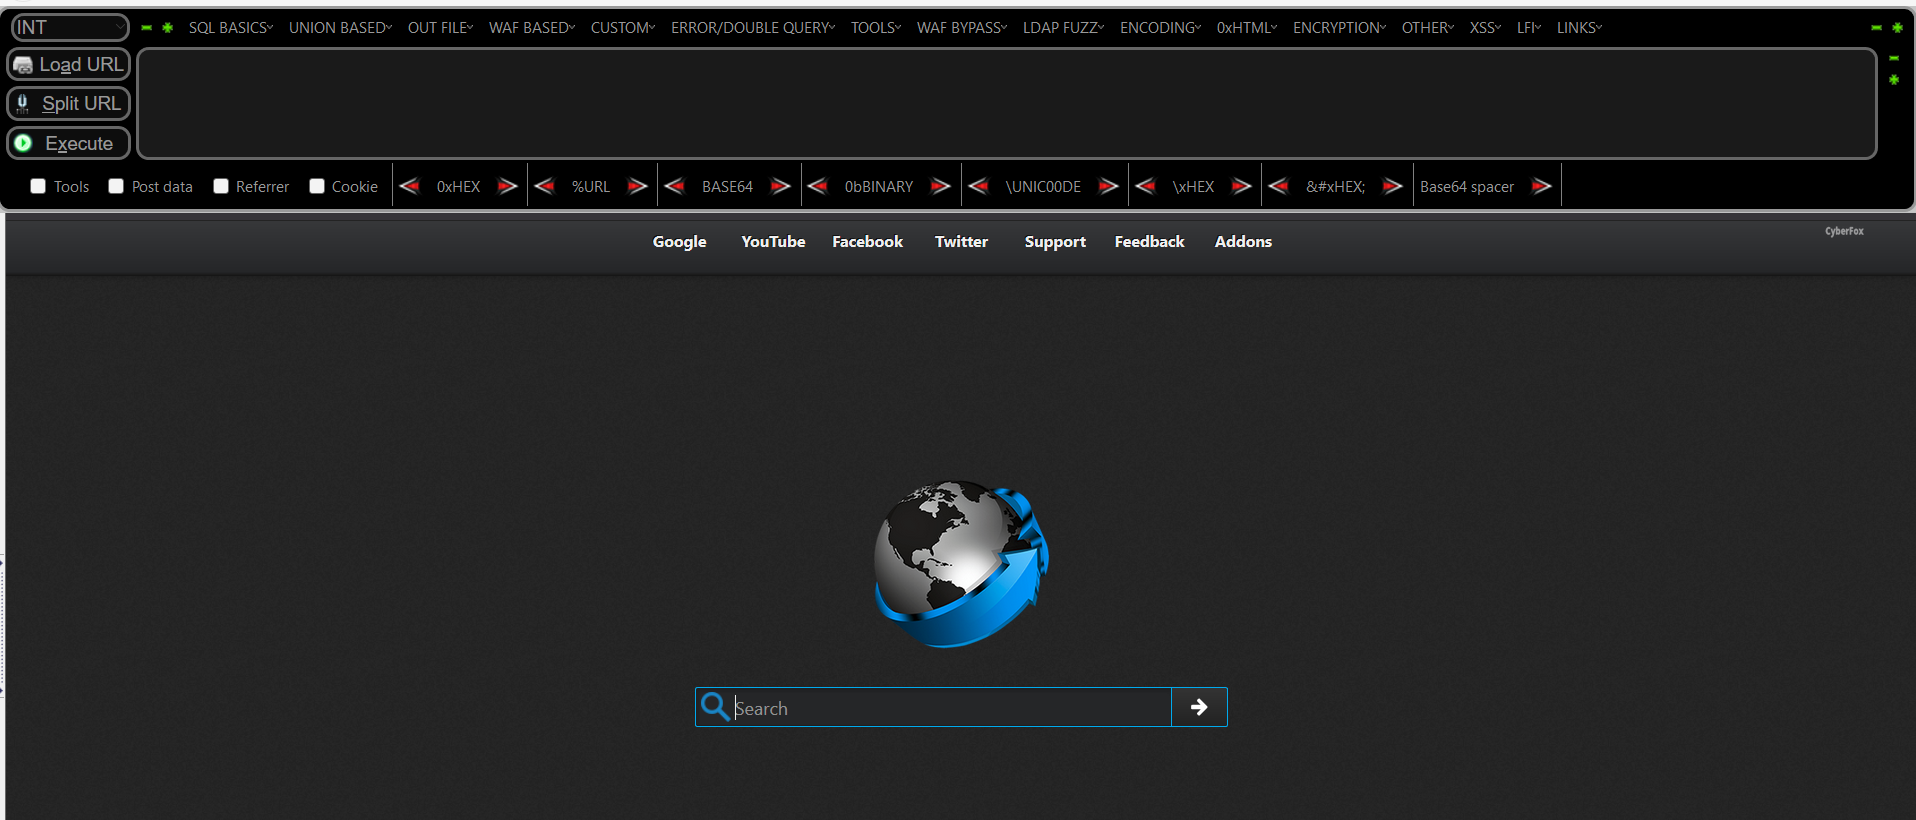 INT SQL BASICS UNION BASED OUT FILE WAF BASED CUSTOM ERROR/DOUBLE QUERY TOOLS WAF BYPASS LDAP FUZZ ENCODING 0xHTML ENCRYPTION OTHER XSS LFI LINKS
Load URL
Split URL
Execute
Tools Post data Referrer Cookie 0xHEX %URL BASE64 0bBINARY \UNIC00DE \xHEX &#xHEX; Base64 spacer
Google YouTube Facebook Twitter Support Feedback Addons CyberFox
Search